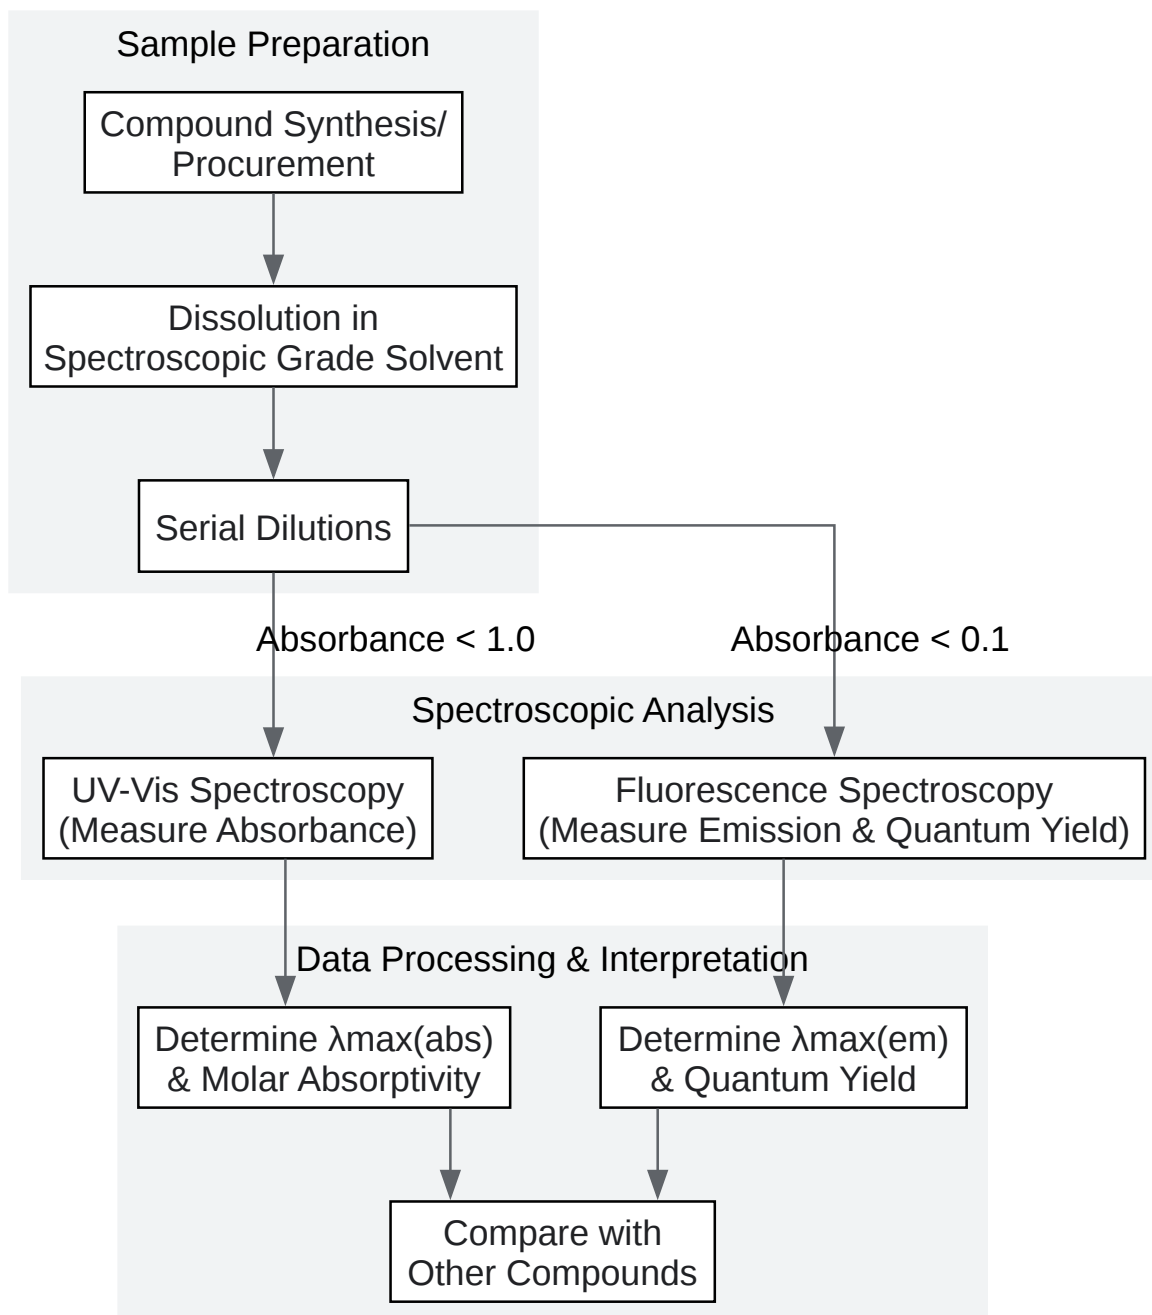 Sample Preparation
Compound Synthesis/
Procurement
Dissolution in
Spectroscopic Grade Solvent
Serial Dilutions
Absorbance < 1.0
Absorbance < 0.1
Spectroscopic Analysis
UV-Vis Spectroscopy
(Measure Absorbance)
Fluorescence Spectroscopy
(Measure Emission & Quantum Yield)
Data Processing & Interpretation
Determine λmax(abs)
& Molar Absorptivity
Determine λmax(em)
& Quantum Yield
Compare with
Other Compounds